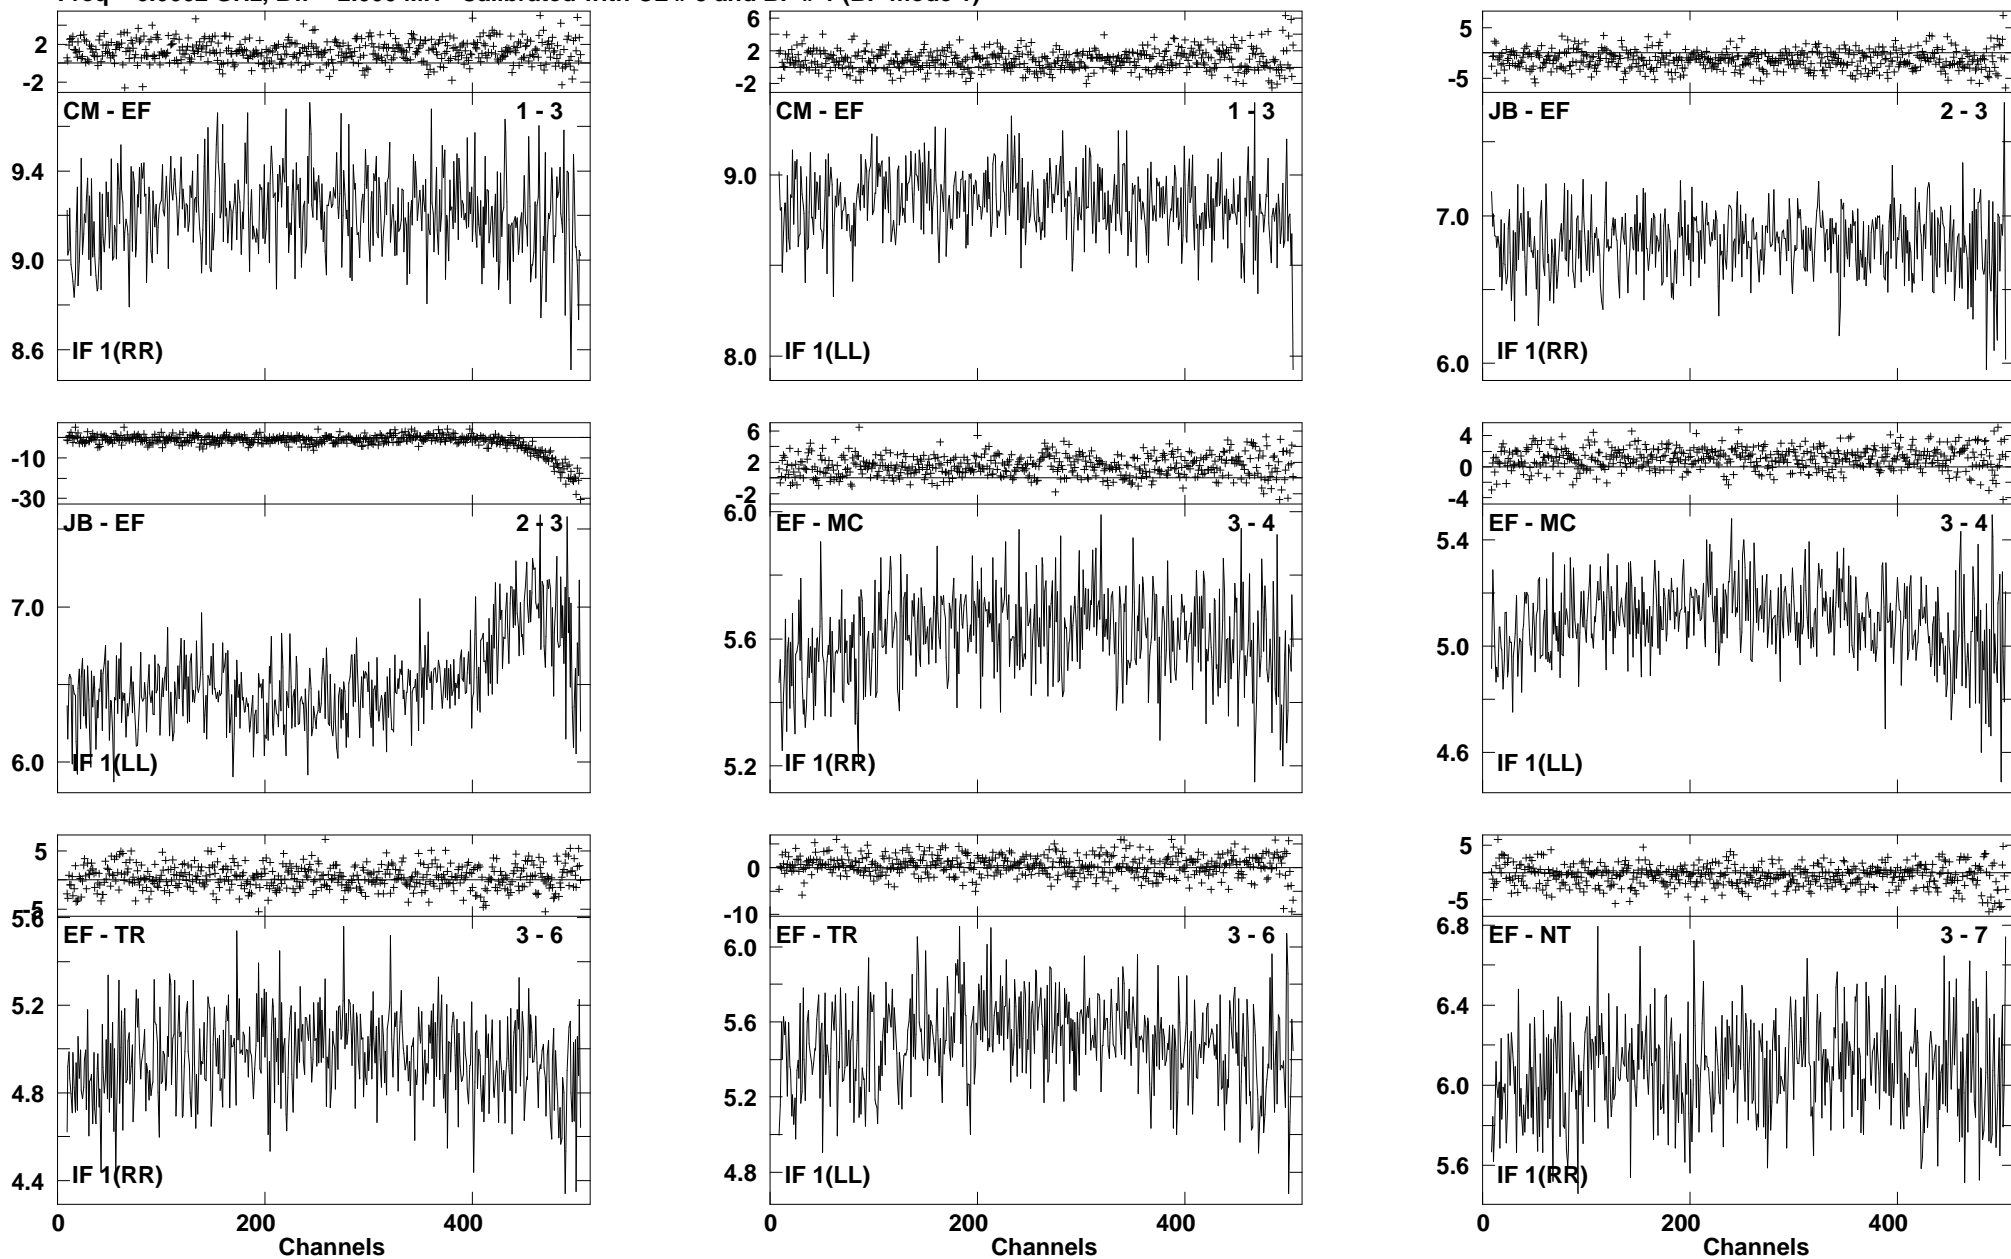 2
-2
CM - EF
1 - 3
9.4
9.0
8.6
IF 1(RR)
6
2
-2
CM - EF
1 - 3
9.0
8.0
IF 1(LL)
5
-5
JB - EF
2 - 3
7.0
6.0
IF 1(RR)
-10
-30
JB - EF
2 - 3
7.0
6.0
IF 1(LL)
6
2
-2
6.0
EF - MC
3 - 4
5.6
5.2
IF 1(RR)
4
0
-4
EF - MC
3 - 4
5.4
5.0
4.6
IF 1(LL)
5
EF - TR
3 - 6
5.2
4.8
4.4
IF 1(RR)
0
200
400
Channels
0
-10
EF - TR
3 - 6
6.0
5.6
5.2
4.8
IF 1(LL)
0
200
400
Channels
5
-5
6.8
EF - NT
3 - 7
6.4
6.0
5.6
IF 1(RR)
0
200
400
Channels